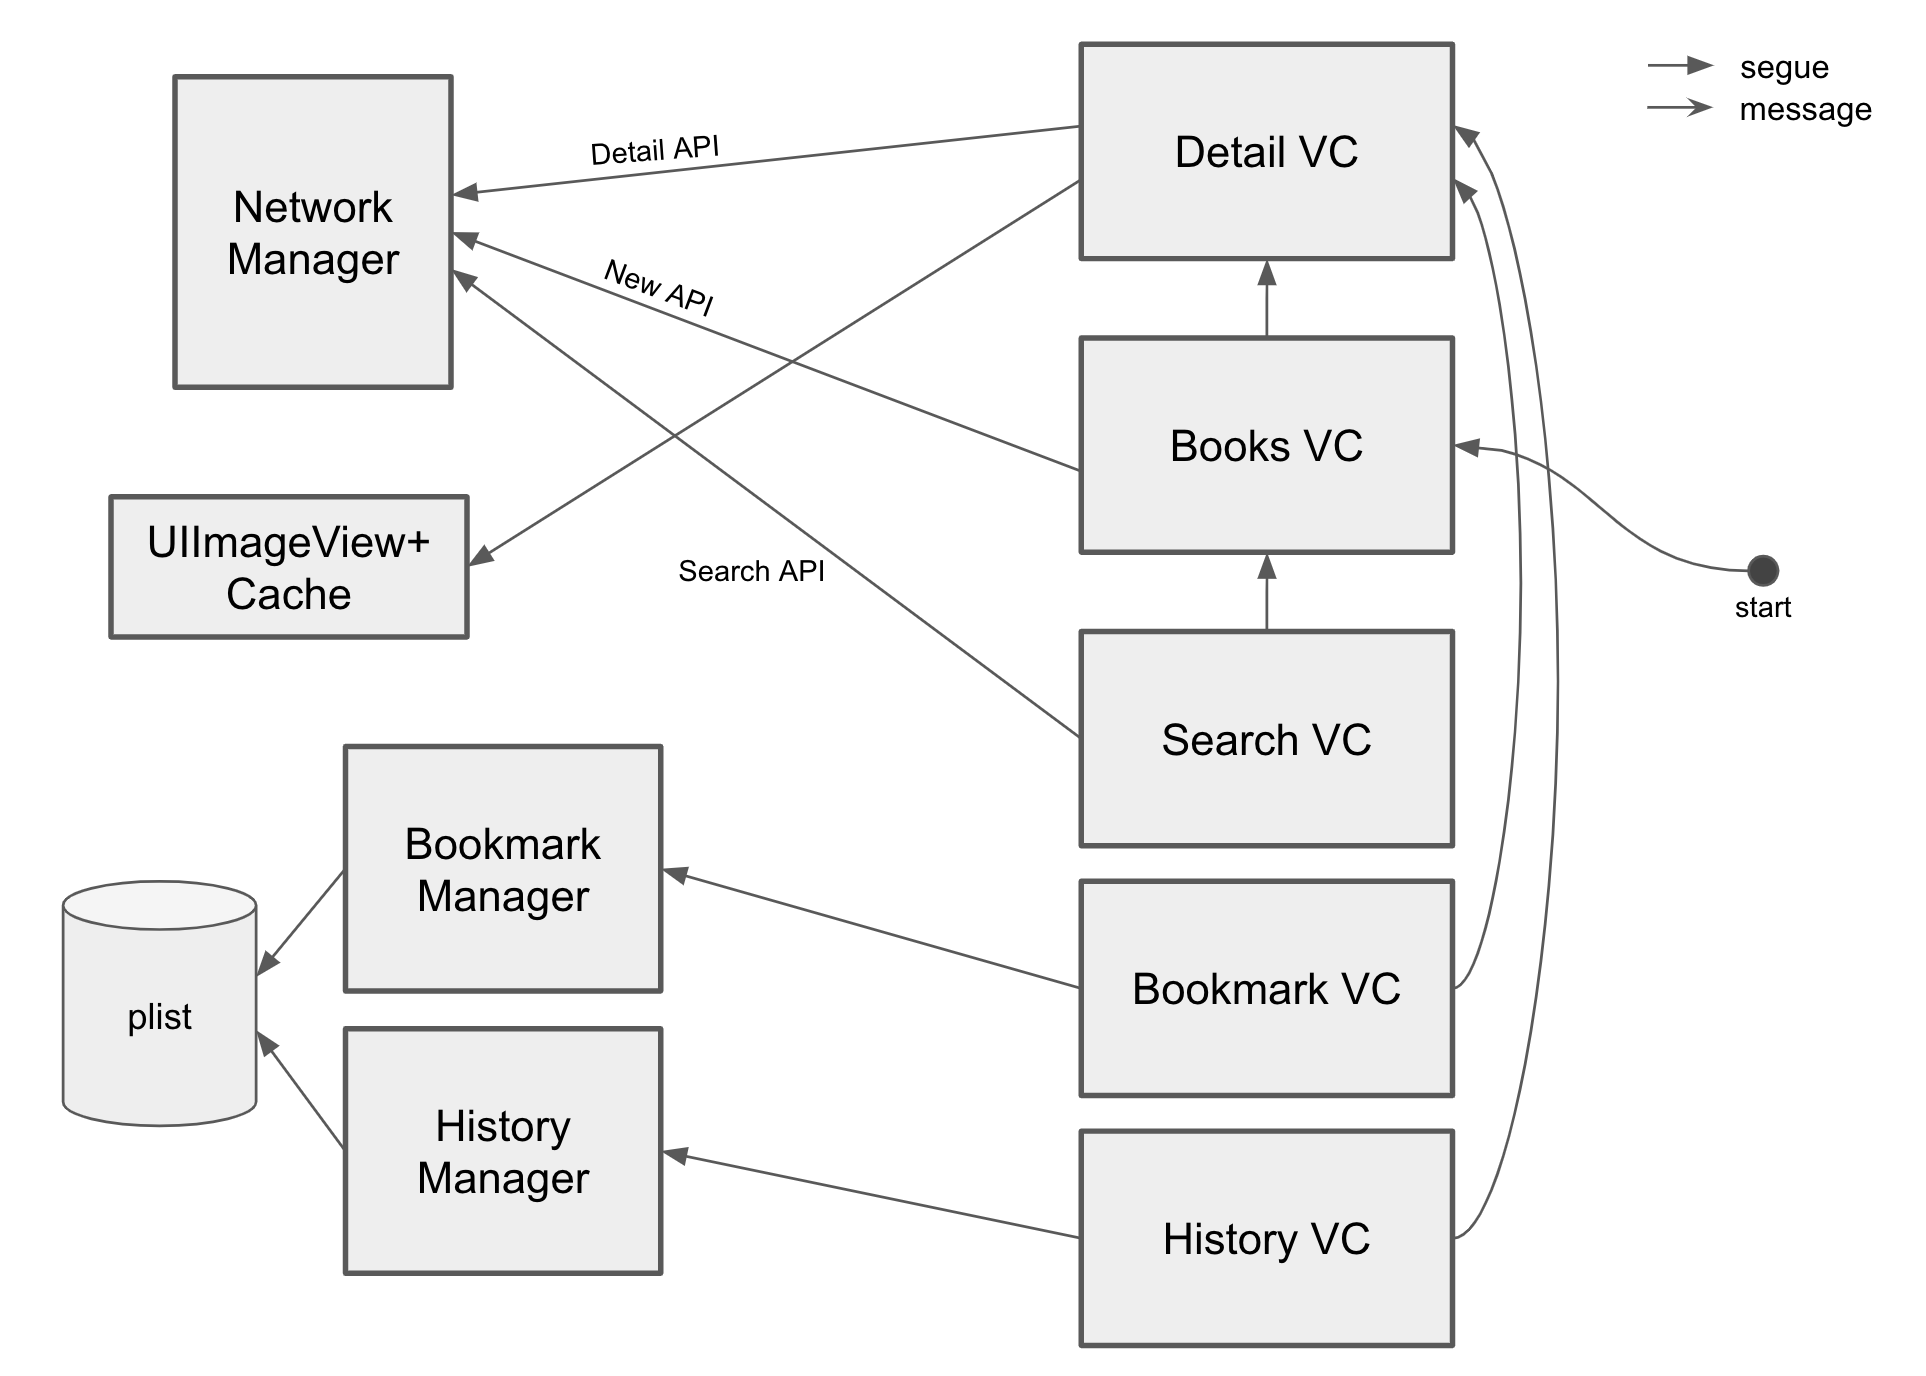 segue
message
Detail VC
Detail API
Network
Manager
New API
Books VC
UIImageView+
Cache
Search API
start
Search VC
Bookmark
Manager
Bookmark VC
plist
History
Manager
History VC